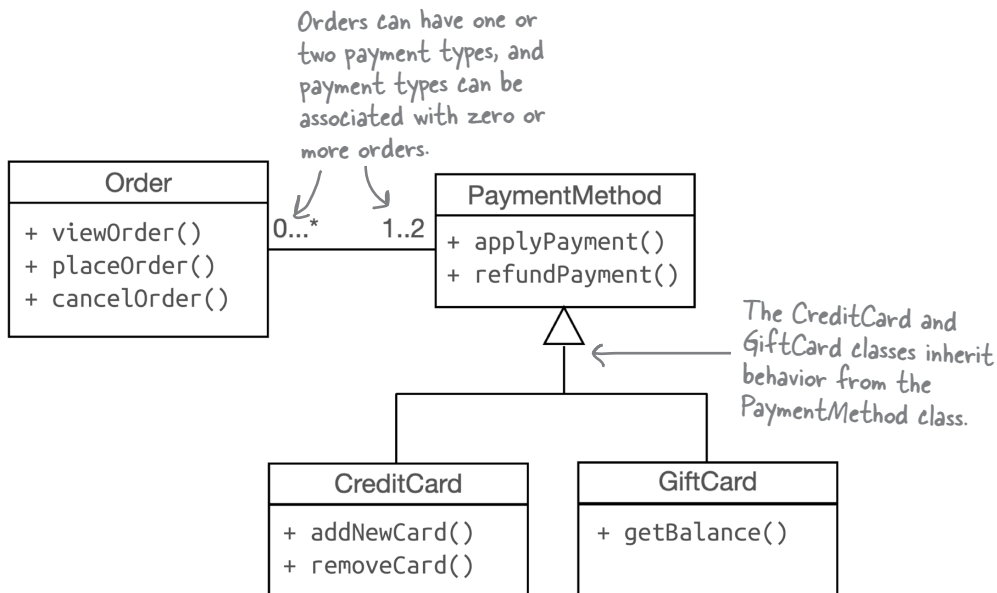 Orders can have one or
two payment types, and
payment types can be
associated with zero or
more orders.
Order
+ viewOrder()
+ placeOrder()
+ cancelOrder()
0...*
1..2
PaymentMethod
+ applyPayment()
+ refundPayment()
The CreditCard and
GiftCard classes inherit
behavior from the
PaymentMethod class.
CreditCard
+ addNewCard()
+ removeCard()
GiftCard
+ getBalance()